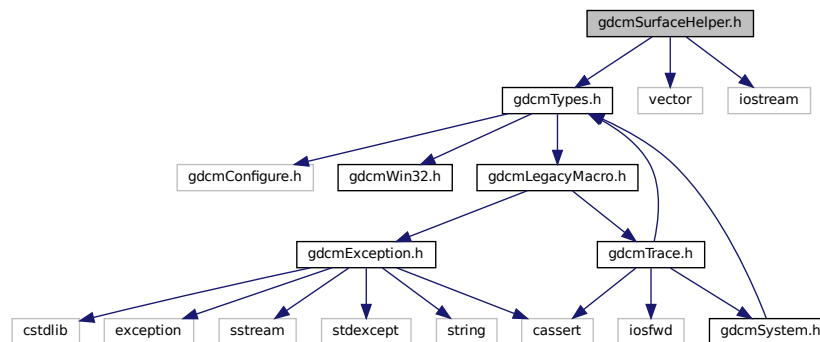 gdcmSurfaceHelper.h
gdcmTypes.h
vector
iostream
gdcmConfigure.h
gdcmWin32.h
gdcmLegacyMacro.h
gdcmException.h
gdcmTrace.h
cstdlib
exception
sstream
stdexcept
string
cassert
iosfwd
gdcmSystem.h